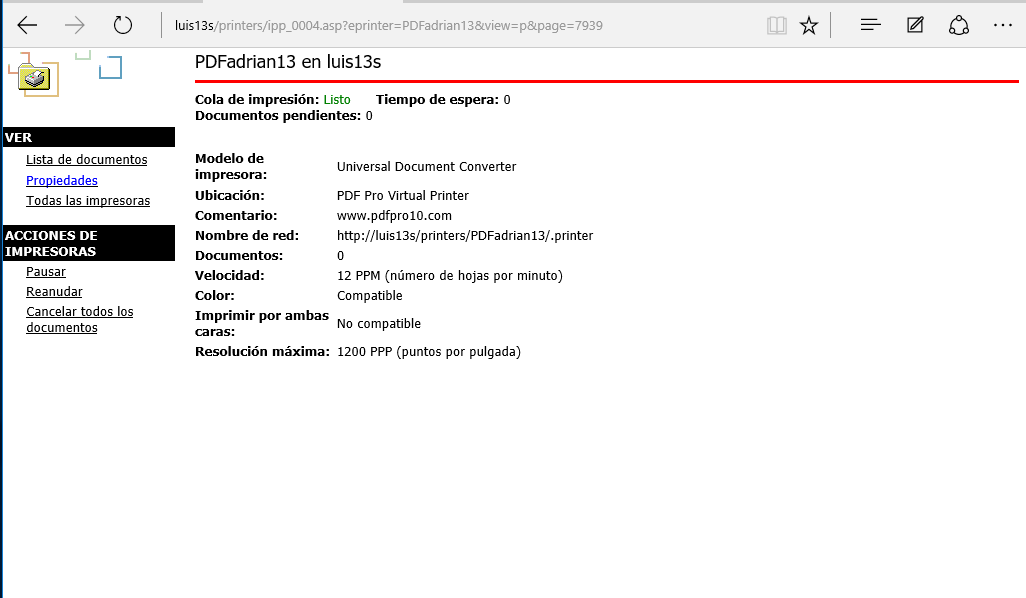 luis13s/printers/ipp_0004.asp?eprinter=PDFadrian13&view=p&page=7939
PDFadrian13 en luis13s
Cola de impresión: Listo Tiempo de espera: 0
Documentos pendientes: 0
VER
Lista de documentos
Propiedades
Todas las impresoras
ACCIONES DE
IMPRESORAS
Pausar
Reanudar
Cancelar todos los
documentos
Modelo de
impresora: Universal Document Converter
Ubicación: PDF Pro Virtual Printer
Comentario: www.pdfpro10.com
Nombre de red: http://luis13s/printers/PDFadrian13/.printer
Documentos: 0
Velocidad: 12 PPM (número de hojas por minuto)
Color: Compatible
Imprimir por ambas
caras: No compatible
Resolución máxima: 1200 PPP (puntos por pulgada)